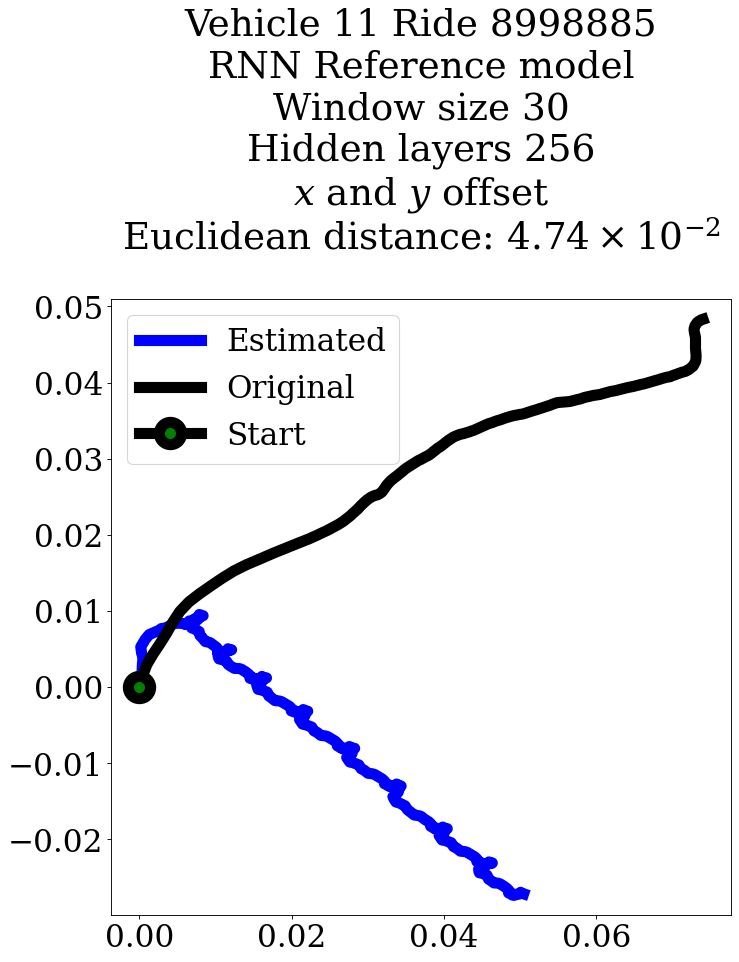 Vehicle 11 Ride 8998885
RNN Reference model
Window size 30
Hidden layers 256
x and y offset
Euclidean distance: 4.74 × 10⁻²
Estimated
Original
Start
0.05
0.04
0.03
0.02
0.01
0.00
−0.01
−0.02
0.00 0.02 0.04 0.06